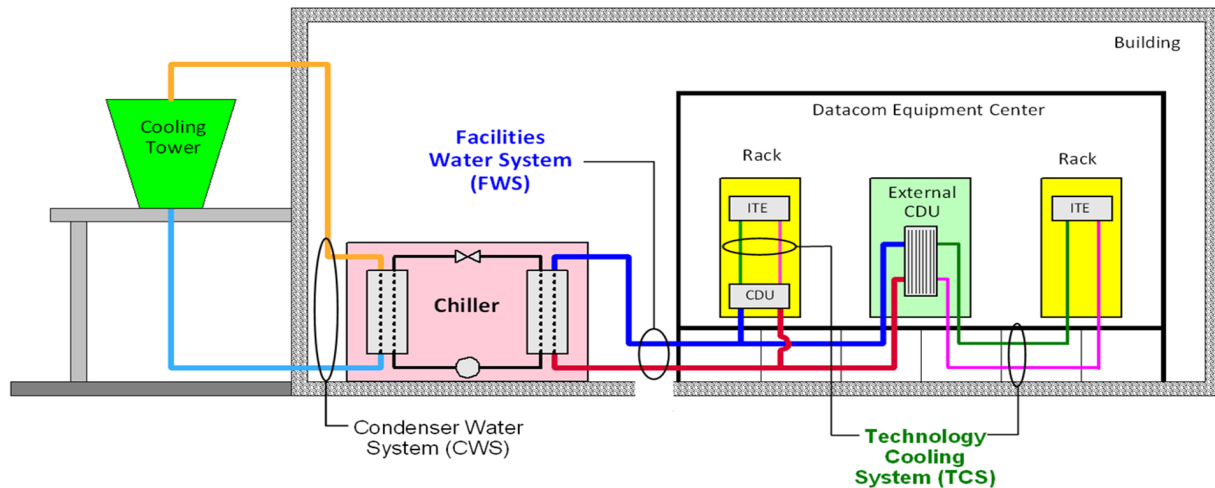 Building
Cooling
Tower
Datacom Equipment Center
Facilities
Water System
(FWS)
Rack
ITE
CDU
External
CDU
Rack
ITE
Chiller
Condenser Water
System (CWS)
Technology
Cooling
System (TCS)